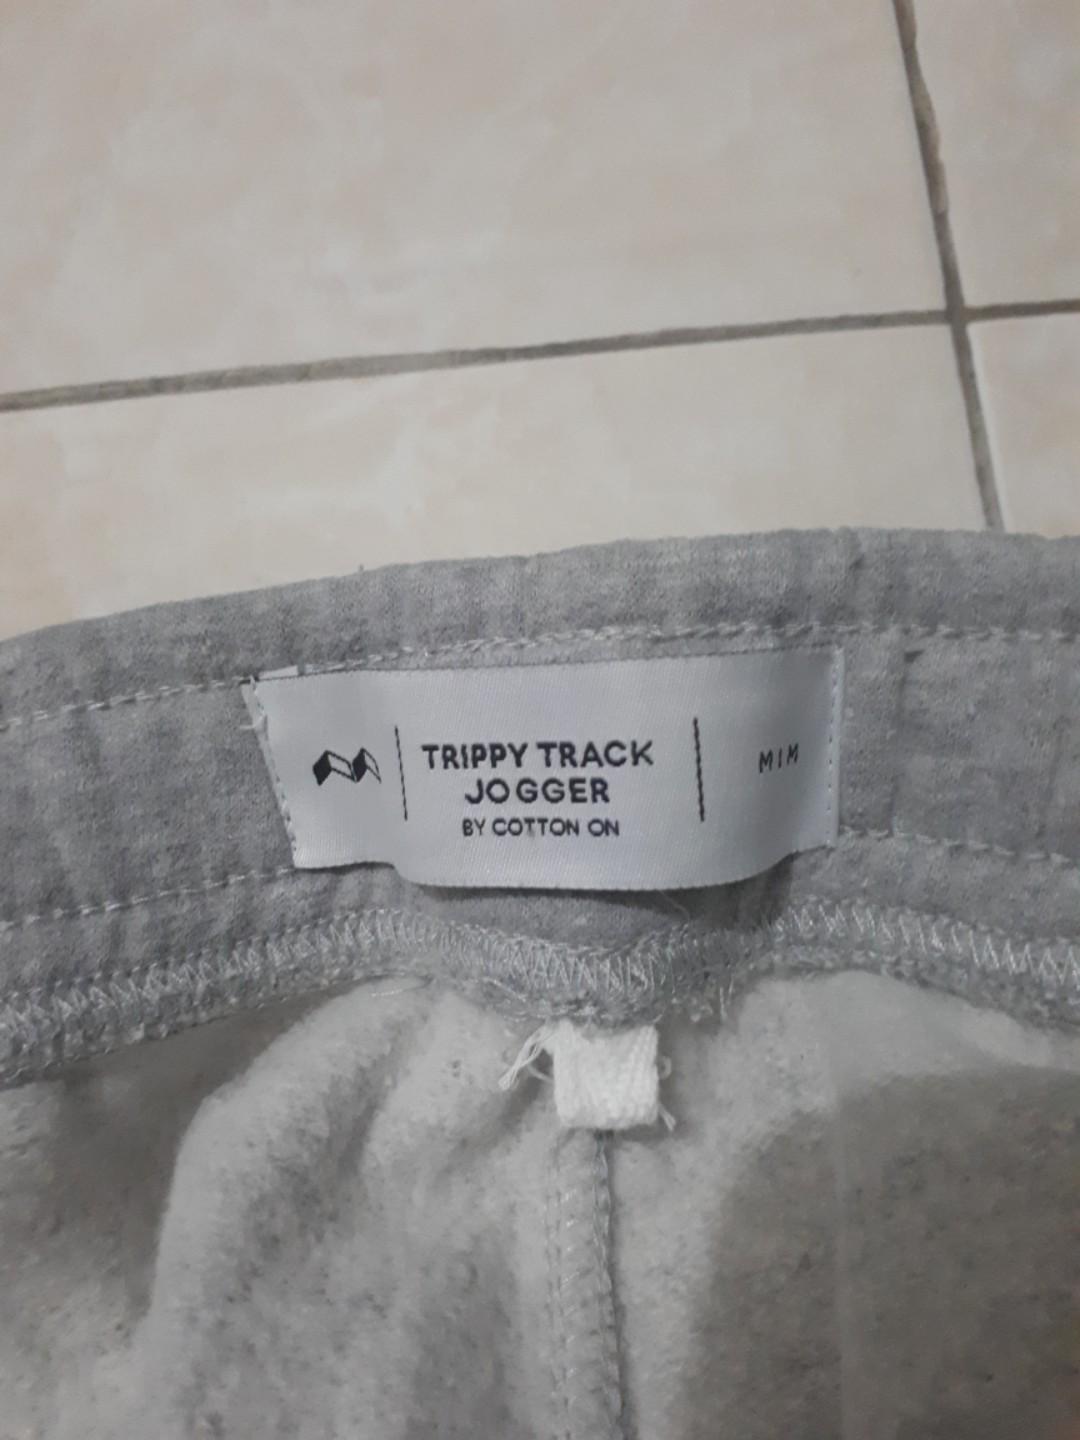 TRIPPY TRACK
JOGGER
BY COTTON ON
M|M